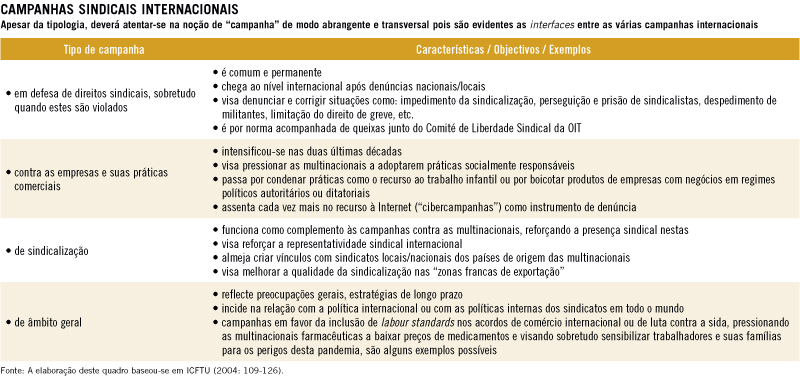 CAMPANHAS SINDICAIS INTERNACIONAIS
Apesar da tipologia, deverá atentar-se na noção de “campanha” de modo abrangente e transversal pois são evidentes as interfaces entre as várias campanhas internacionais
Tipo de campanha
Características / Objectivos / Exemplos
• em defesa de direitos sindicais, sobretudo
quando estes são violados
• é comum e permanente
• chega ao nível internacional após denúncias nacionais/locais
• visa denunciar e corrigir situações como: impedimento da sindicalização, perseguição e prisão de sindicalistas, despedimento de
militantes, limitação do direito de greve, etc.
• é por norma acompanhada de queixas junto do Comité de Liberdade Sindical da OIT
• contra as empresas e suas práticas
comerciais
• intensificou-se nas duas últimas décadas
• visa pressionar as multinacionais a adoptarem práticas socialmente responsáveis
• passa por condenar práticas como o recurso ao trabalho infantil ou por boicotar produtos de empresas com negócios em regimes
políticos autoritários ou ditatoriais
• assenta cada vez mais no recurso à Internet (“cibercampanhas”) como instrumento de denúncia
• de sindicalização
• funciona como complemento às campanhas contra as multinacionais, reforçando a presença sindical nestas
• visa reforçar a representatividade sindical internacional
• almeja criar vínculos com sindicatos locais/nacionais dos países de origem das multinacionais
• visa melhorar a qualidade da sindicalização nas “zonas francas de exportação”
• de âmbito geral
• reflecte preocupações gerais, estratégias de longo prazo
• incide na relação com a política internacional ou com as políticas internas dos sindicatos em todo o mundo
• campanhas em favor da inclusão de labour standards nos acordos de comércio internacional ou de luta contra a sida, pressionando
as multinacionais farmacêuticas a baixar preços de medicamentos e visando sobretudo sensibilizar trabalhadores e suas famílias
para os perigos desta pandemia, são alguns exemplos possíveis
Fonte: A elaboração deste quadro baseou-se em ICFTU (2004: 109-126).